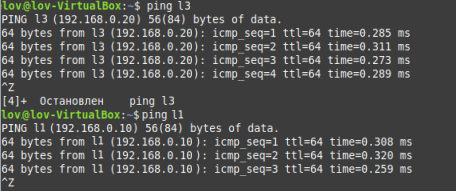 lov@lov-VirtualBox:~$ ping l3
PING l3 (192.168.0.20) 56(84) bytes of data.
64 bytes from l3 (192.168.0.20): icmp_seq=1 ttl=64 time=0.285 ms
64 bytes from l3 (192.168.0.20): icmp_seq=2 ttl=64 time=0.311 ms
64 bytes from l3 (192.168.0.20): icmp_seq=3 ttl=64 time=0.273 ms
64 bytes from l3 (192.168.0.20): icmp_seq=4 ttl=64 time=0.289 ms
^Z
[4]+  Остановлен    ping l3
lov@lov-VirtualBox:~$ ping l1
PING l1 (192.168.0.10) 56(84) bytes of data.
64 bytes from l1 (192.168.0.10): icmp_seq=1 ttl=64 time=0.308 ms
64 bytes from l1 (192.168.0.10): icmp_seq=2 ttl=64 time=0.320 ms
64 bytes from l1 (192.168.0.10): icmp_seq=3 ttl=64 time=0.259 ms
^Z